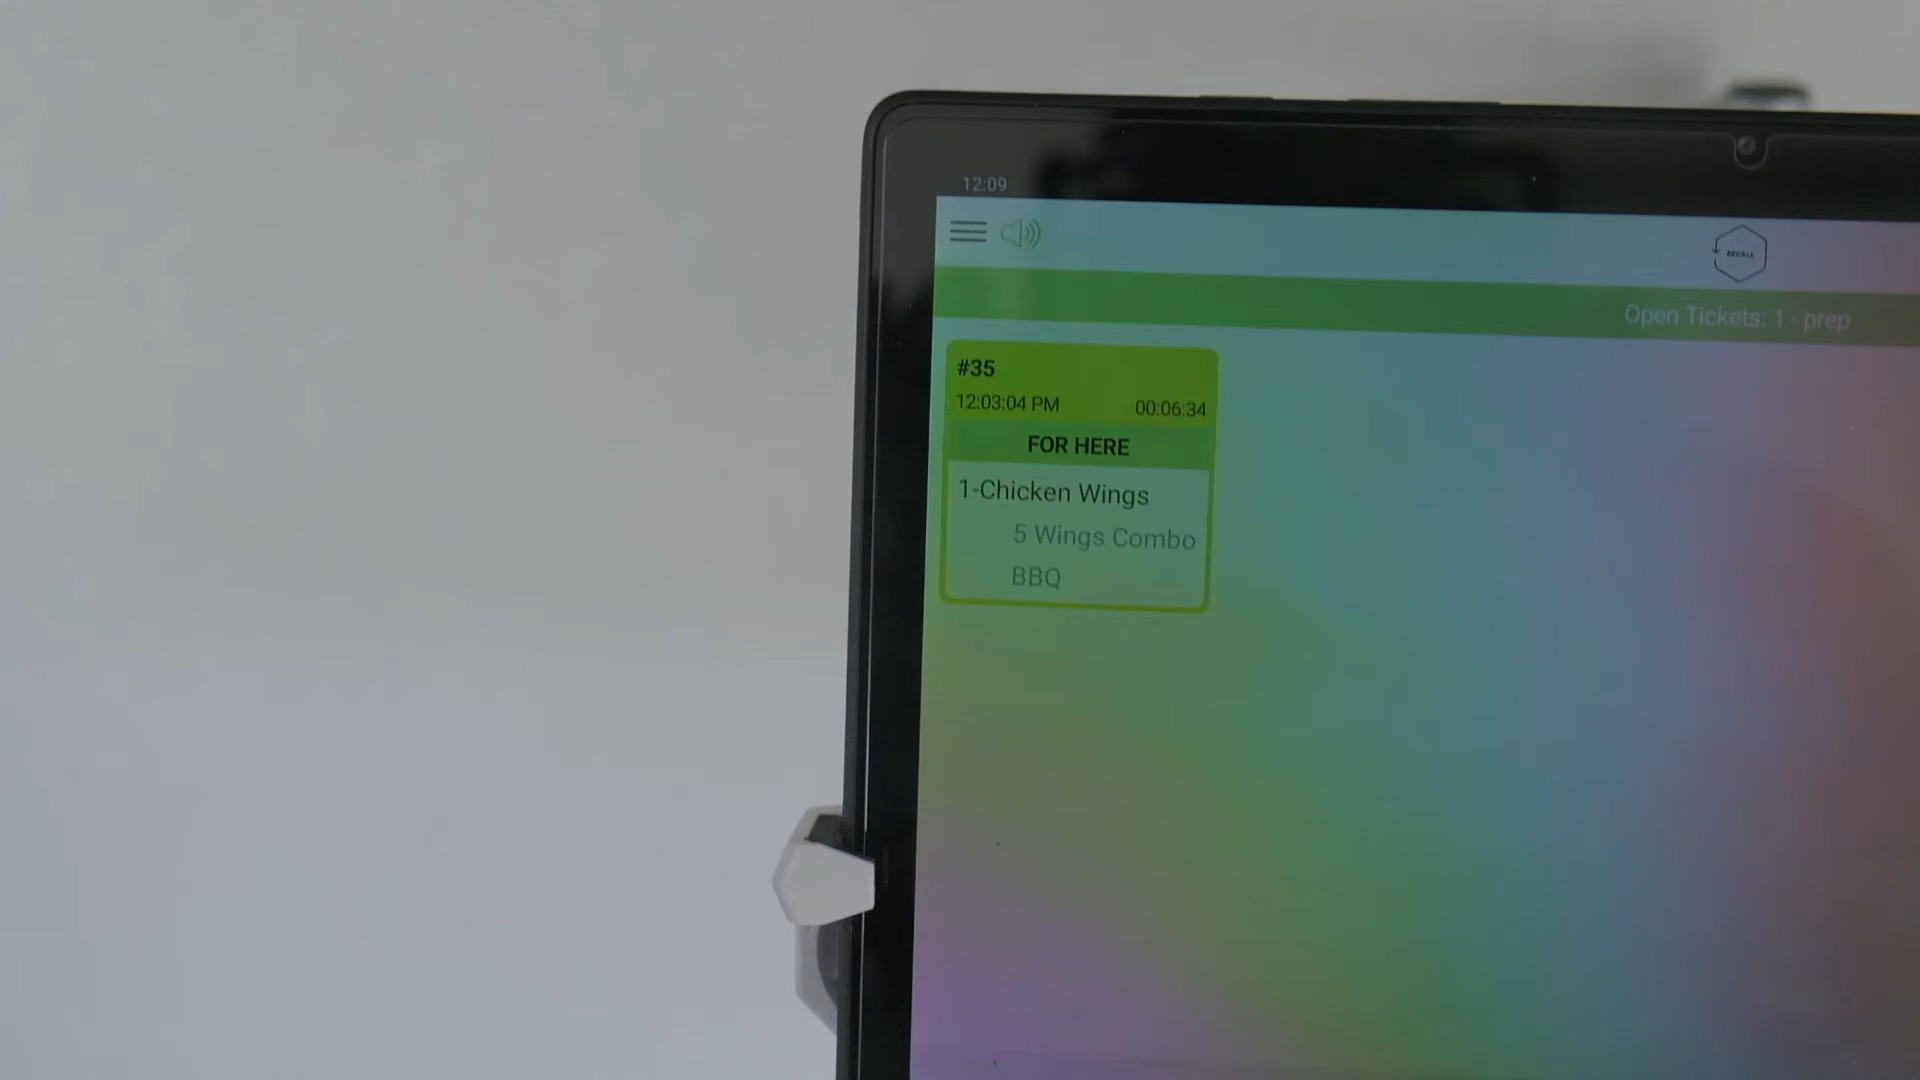 12:09
RECALL
Open Tickets: 1 - prep
#35
12:03:04 PM 00:06:34
FOR HERE
1-Chicken Wings
5 Wings Combo
BBQ